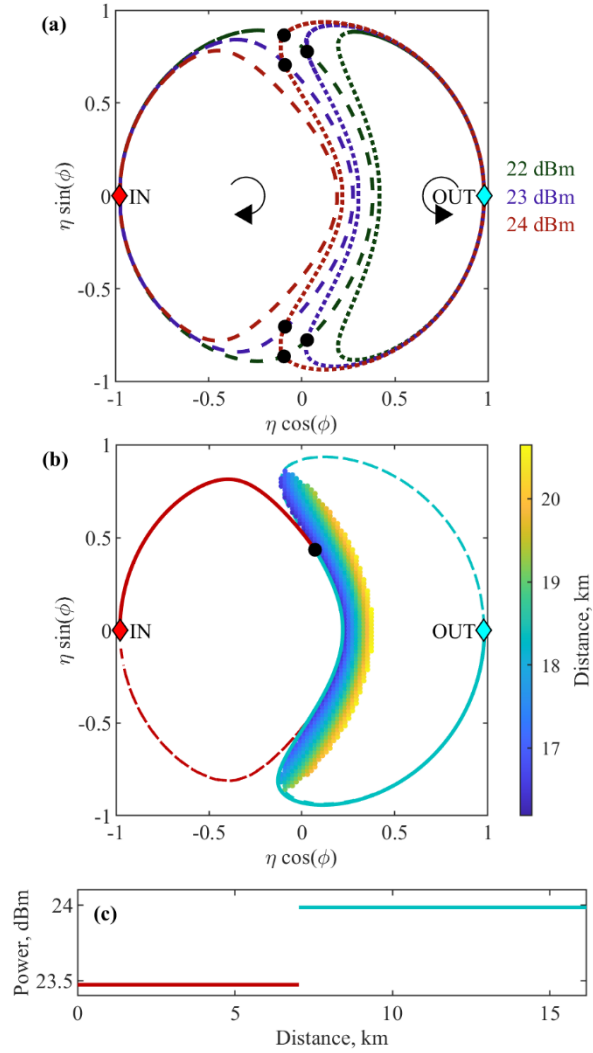 (a)
1
0.5
0
-0.5
-1
η sin(ϕ)
IN
OUT
22 dBm
23 dBm
24 dBm
-1 -0.5 0 0.5 1
η cos(ϕ)
(b)
1
0.5
0
-0.5
-1
η sin(ϕ)
IN
OUT
-1 -0.5 0 0.5 1
η cos(ϕ)
20
19
18
17
Distance, km
(c)
24
23.5
Power, dBm
0 5 10 15
Distance, km